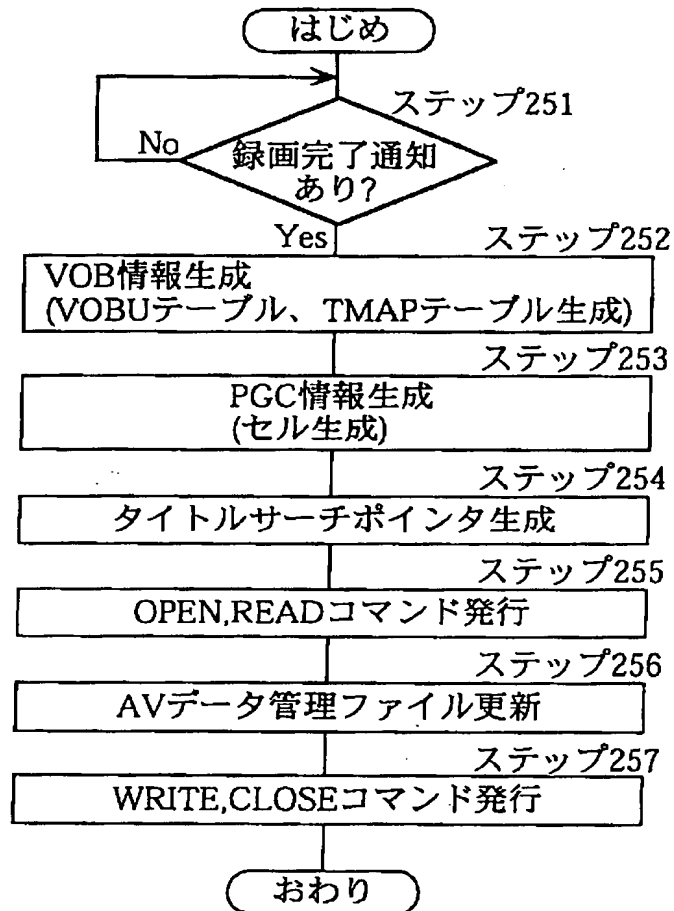 はじめ
ステップ251
No
録画完了通知
あり?
Yes
ステップ252
VOB情報生成
(VOBUテーブル、TMAPテーブル生成)
ステップ253
PGC情報生成
(セル生成)
ステップ254
タイトルサーチポインタ生成
ステップ255
OPEN,READコマンド発行
ステップ256
AVデータ管理ファイル更新
ステップ257
WRITE,CLOSEコマンド発行
おわり